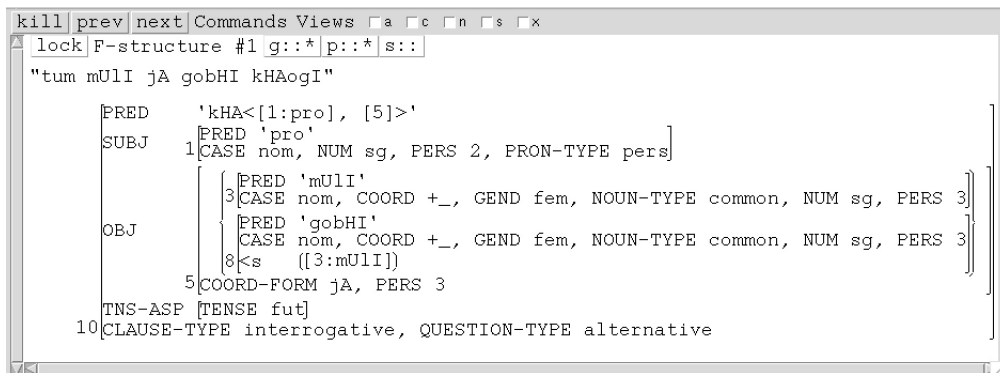 kill prev next Commands Views a c n s x
lock F-structure #1 g::* p::* s::
"tum mUlI jA gobHI kHAogI"
PRED 'kHA<[1:pro], [5]>'
PRED 'pro'
SUBJ
1 CASE nom, NUM sg, PERS 2, PRON-TYPE pers
PRED 'mUlI'
3 CASE nom, COORD +_, GEND fem, NOUN-TYPE common, NUM sg, PERS 3
PRED 'gobHI'
OBJ
CASE nom, COORD +_, GEND fem, NOUN-TYPE common, NUM sg, PERS 3
8 <s ([3:mUlI])
5 COORD-FORM jA, PERS 3
TNS-ASP [TENSE fut]
10 CLAUSE-TYPE interrogative, QUESTION-TYPE alternative